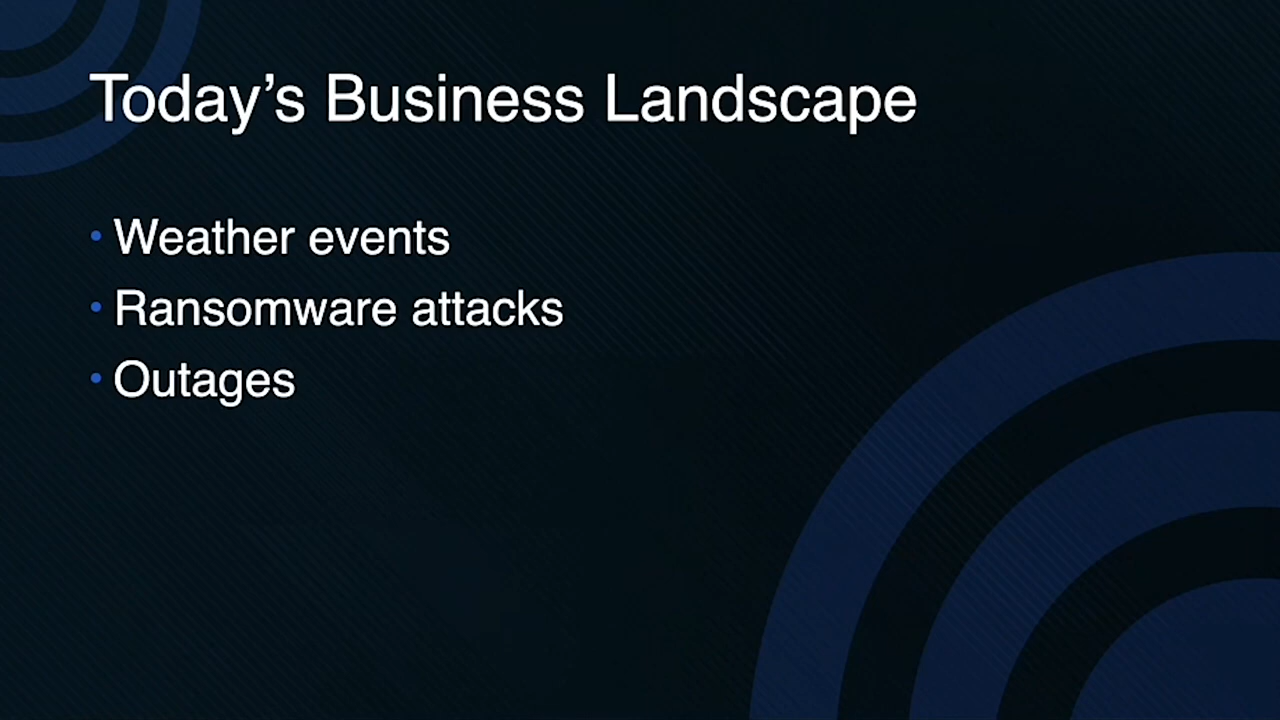 Today’s Business Landscape
• Weather events
• Ransomware attacks
• Outages